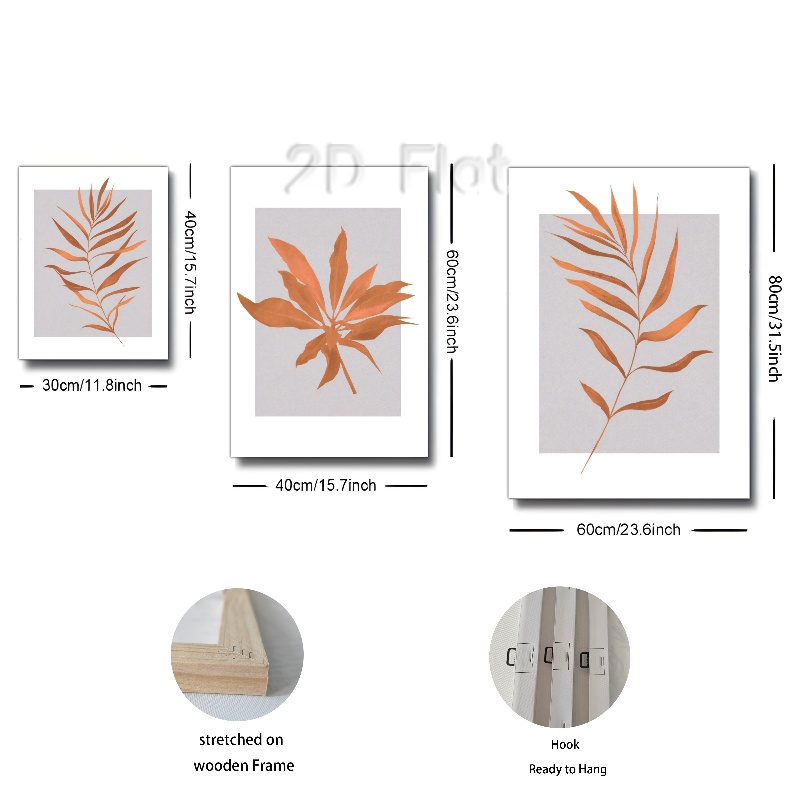 2D Flat
40cm/15.7inch
30cm/11.8inch
60cm/23.6inch
40cm/15.7inch
80cm/31.5inch
60cm/23.6inch
stretched on
wooden Frame
Hook
Ready to Hang